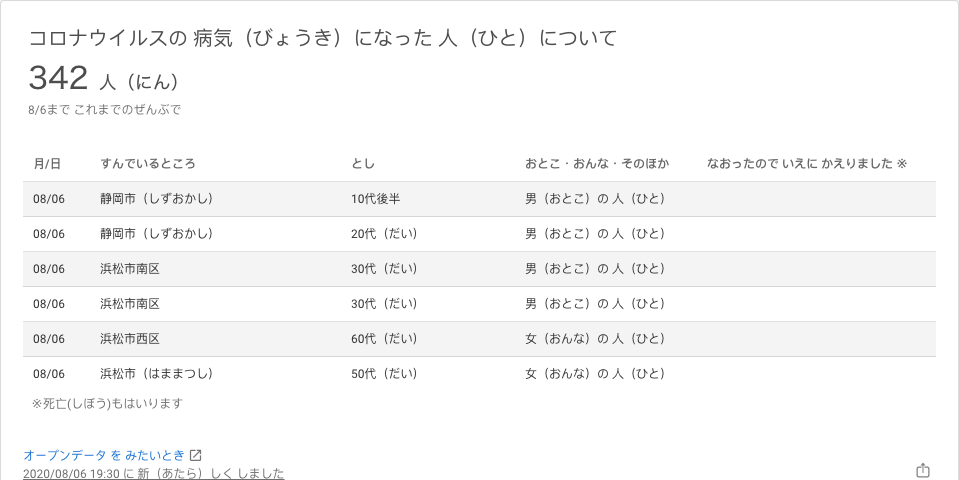 コロナウイルスの 病気（びょうき）になった 人（ひと）について
342 人（にん）
8/6まで これまでのぜんぶで
月/日 すんでいるところ とし おとこ・おんな・そのほか なおったので いえに かえりました ※
08/06 静岡市（しずおかし） 10代後半 男（おとこ）の 人（ひと）
08/06 静岡市（しずおかし） 20代（だい） 男（おとこ）の 人（ひと）
08/06 浜松市南区 30代（だい） 男（おとこ）の 人（ひと）
08/06 浜松市南区 30代（だい） 男（おとこ）の 人（ひと）
08/06 浜松市西区 60代（だい） 女（おんな）の 人（ひと）
08/06 浜松市（はままつし） 50代（だい） 女（おんな）の 人（ひと）
※死亡(しぼう)もはいります
オープンデータ を みたいとき
2020/08/06 19:30 に 新（あたら）しく しました